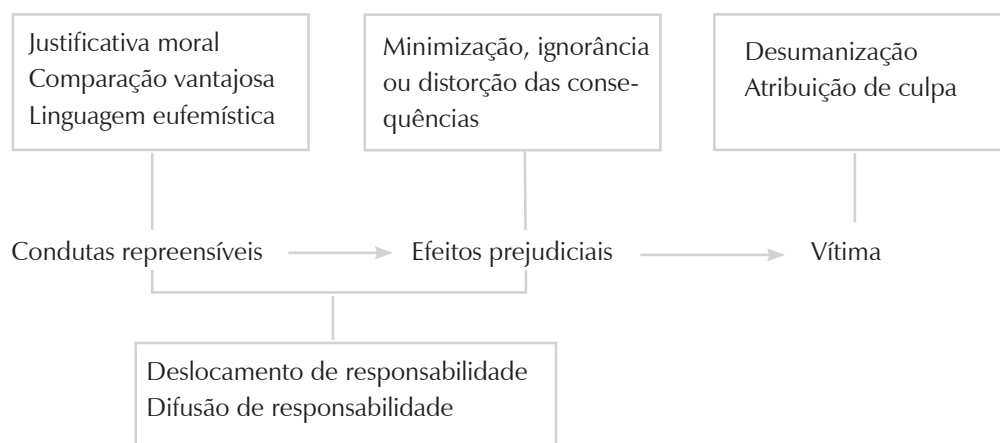 Justificativa moral
Comparação vantajosa
Linguagem eufemística
Minimização, ignorância
ou distorção das conse-
quências
Desumanização
Atribuição de culpa
Condutas repreensíveis
Efeitos prejudiciais
Vítima
Deslocamento de responsabilidade
Difusão de responsabilidade